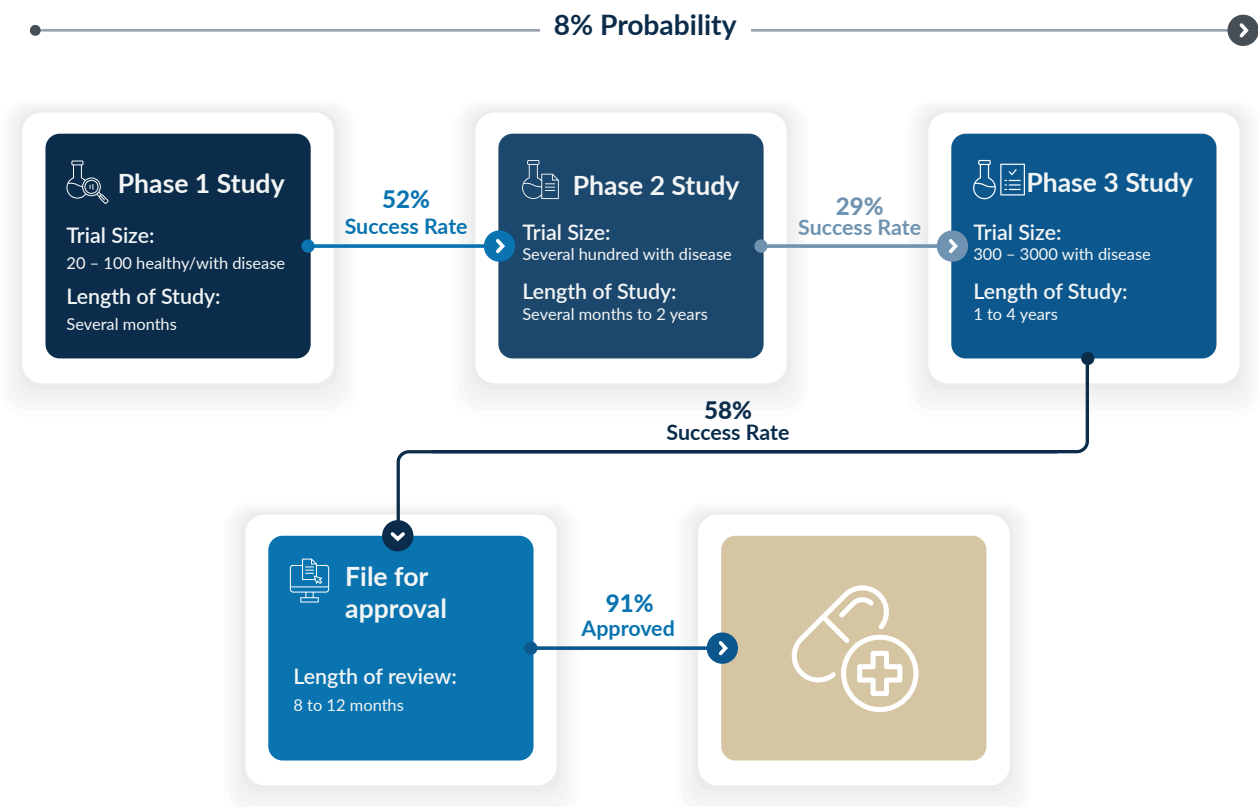 8% Probability
Phase 1 Study
Trial Size:
20 – 100 healthy/with disease
Length of Study:
Several months
52%
Success Rate
Phase 2 Study
Trial Size:
Several hundred with disease
Length of Study:
Several months to 2 years
29%
Success Rate
Phase 3 Study
Trial Size:
300 – 3000 with disease
Length of Study:
1 to 4 years
58%
Success Rate
File for
approval
Length of review:
8 to 12 months
91%
Approved